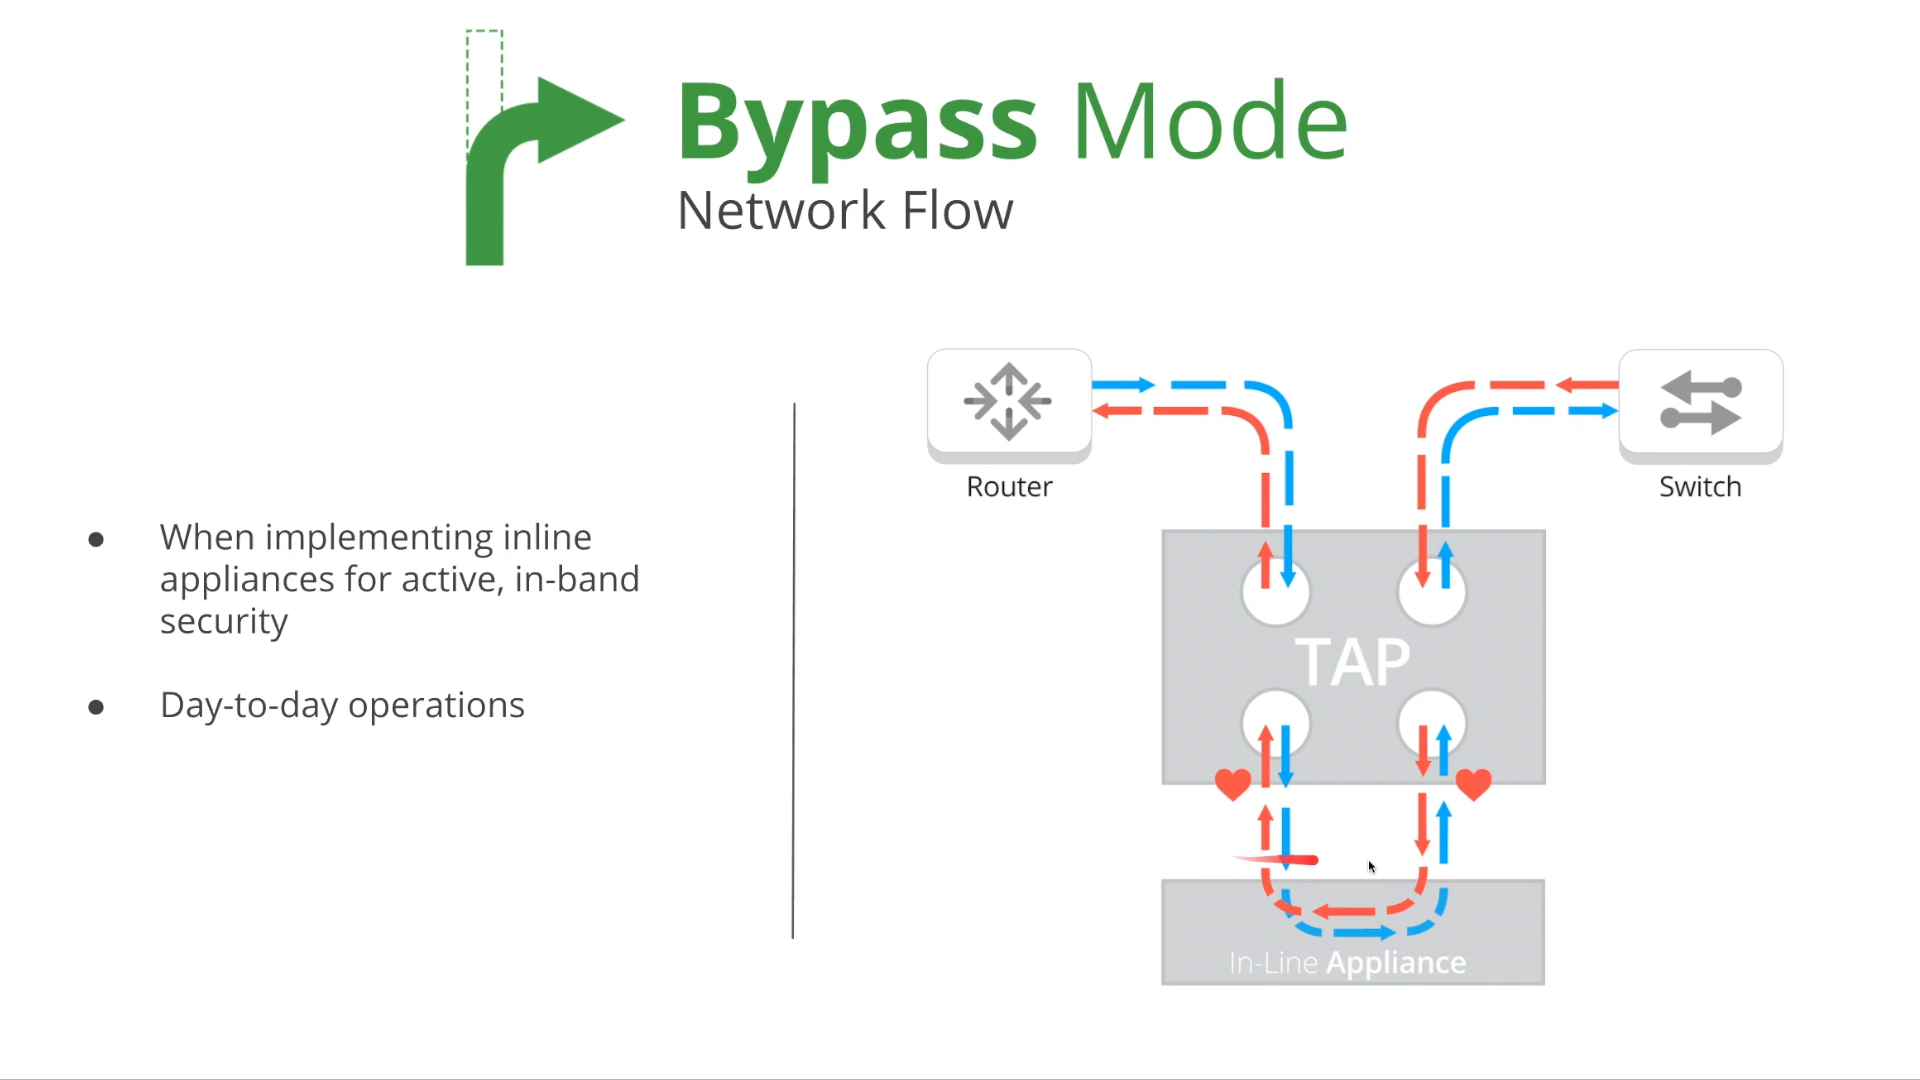 Bypass Mode
Network Flow
Router
Switch
● When implementing inline
appliances for active, in-band
security
● Day-to-day operations
TAP
In-Line Appliance